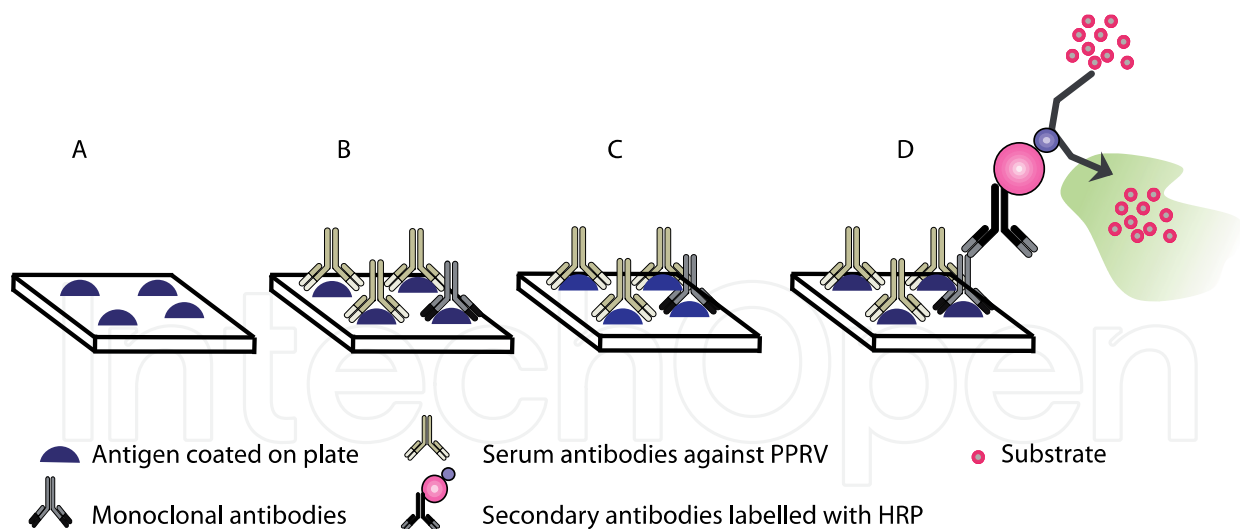 A B C D
Antigen coated on plate Serum antibodies against PPRV Substrate
Monoclonal antibodies Secondary antibodies labelled with HRP
IntechOpen